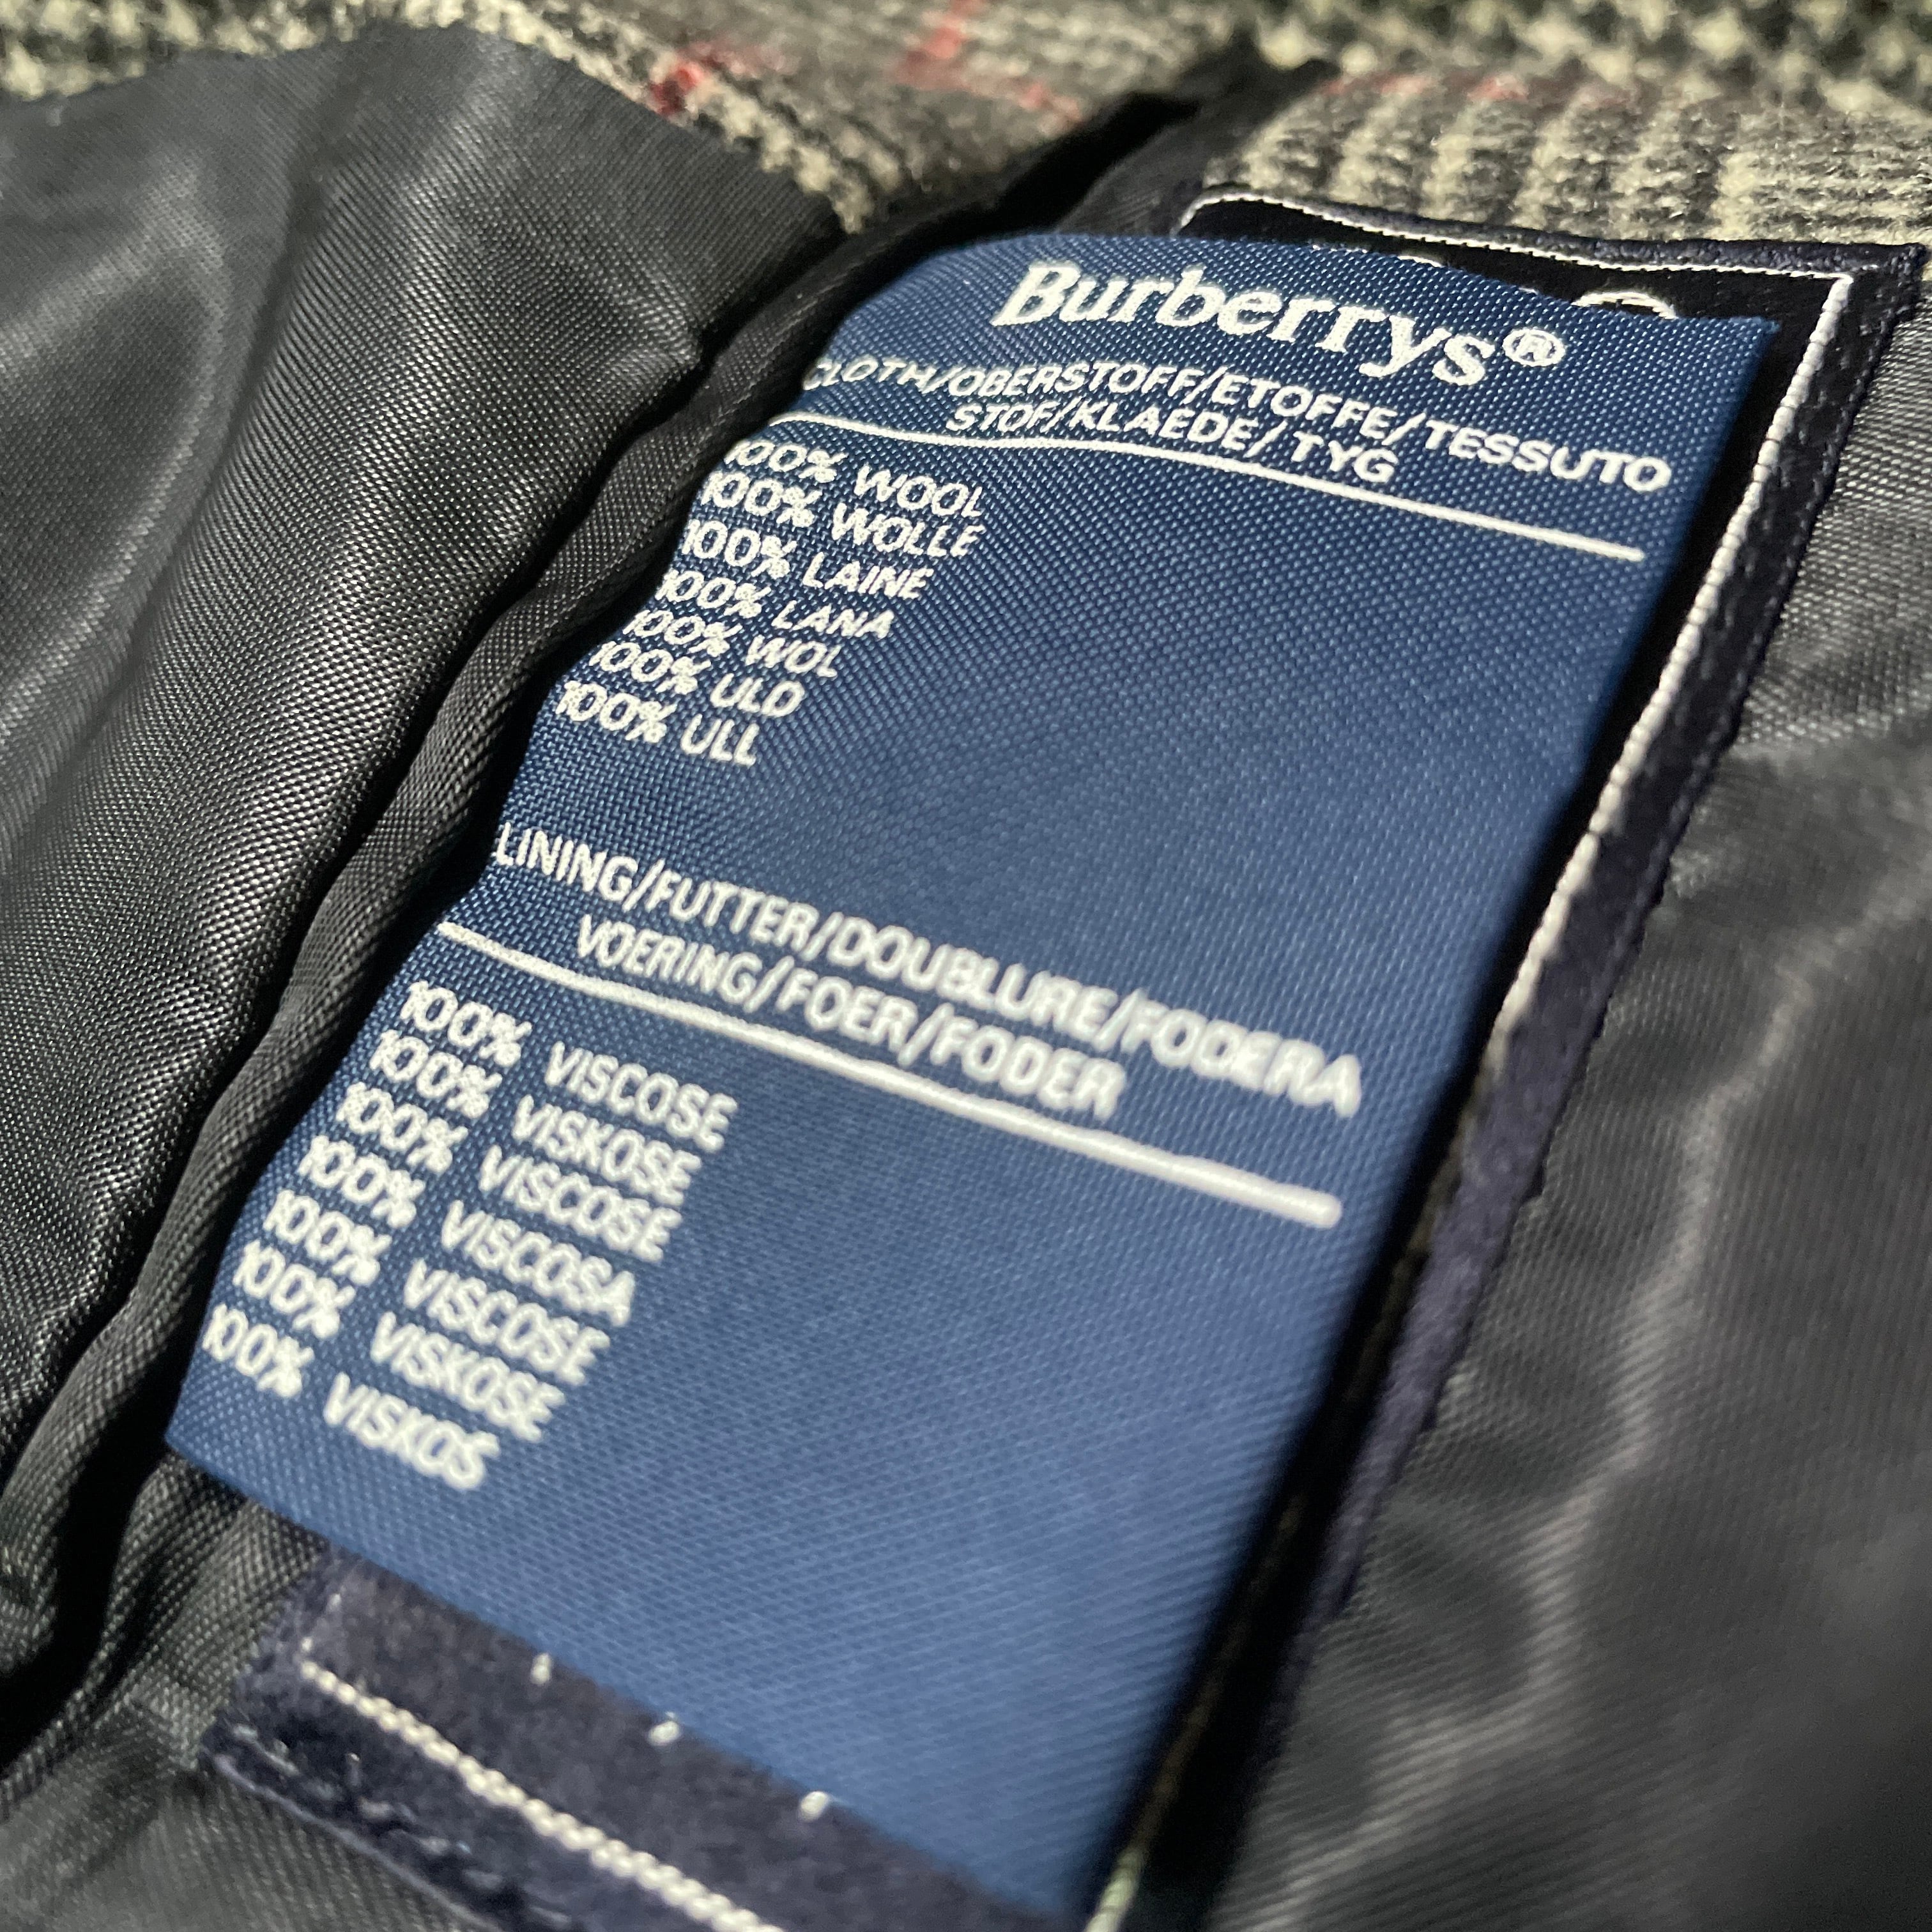 Burberrys®
CLOTH/OBERSTOFF/ETOFFE/TESSUTO
STOF/KLAEDE/TYG
100% WOOL
100% WOLLE
100% LAINE
100% LANA
100% WOL
100% ULD
100% ULL
LINING/FUTTER/DOUBLURE/FODERA
VOERING/FOER/FODER
100% VISCOSE
100% VISKOSE
100% VISCOSE
100% VISCOSA
100% VISCOSE
100% VISKOSE
100% VISKOS